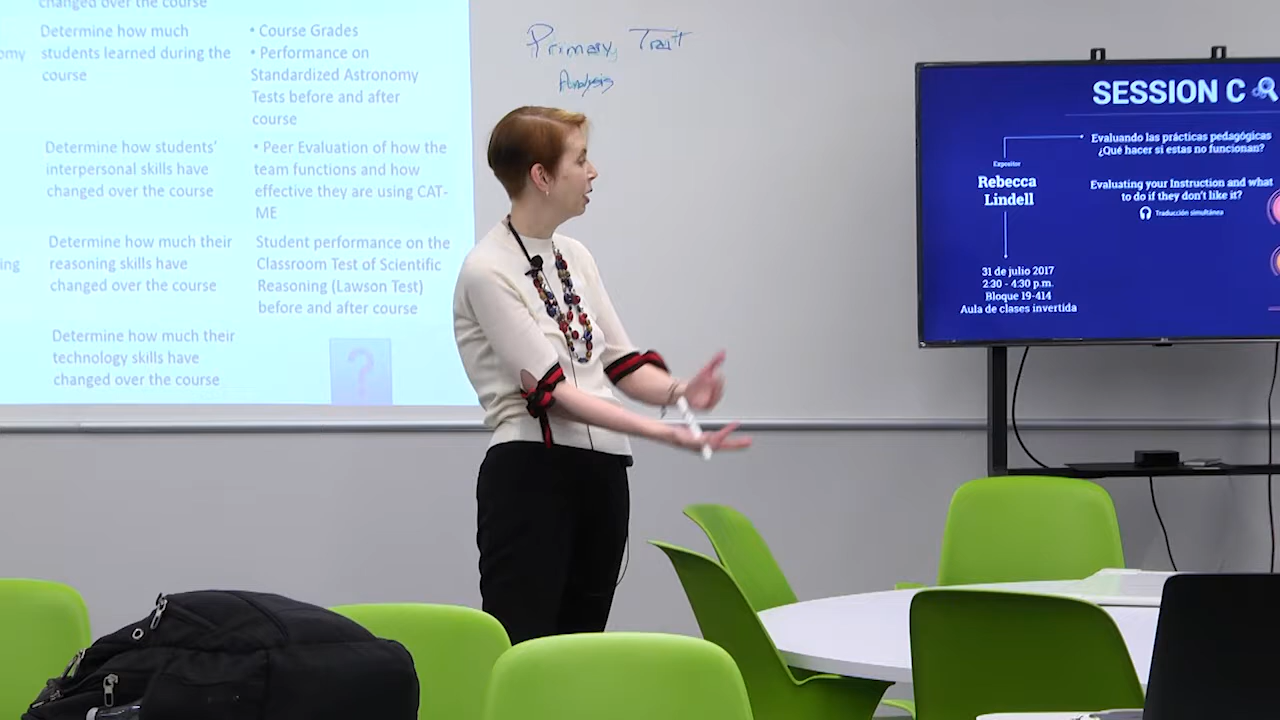 changed over the course
omy
Determine how much
students learned during the
course
• Course Grades
• Performance on
Standardized Astronomy
Tests before and after
course
Determine how students'
interpersonal skills have
changed over the course
• Peer Evaluation of how the
team functions and how
effective they are using CAT-
ME
ing
Determine how much their
reasoning skills have
changed over the course
Student performance on the
Classroom Test of Scientific
Reasoning (Lawson Test)
before and after course
Determine how much their
technology skills have
changed over the course
?
Primary Trait
Analysis
SESSION C
Expositor
Rebecca
Lindell
31 de julio 2017
2:30 - 4:30 p.m.
Bloque 19-414
Aula de clases invertida
Evaluando las prácticas pedagógicas
¿Qué hacer si estas no funcionan?
Evaluating your Instruction and what
to do if they don't like it?
Traducción simultánea